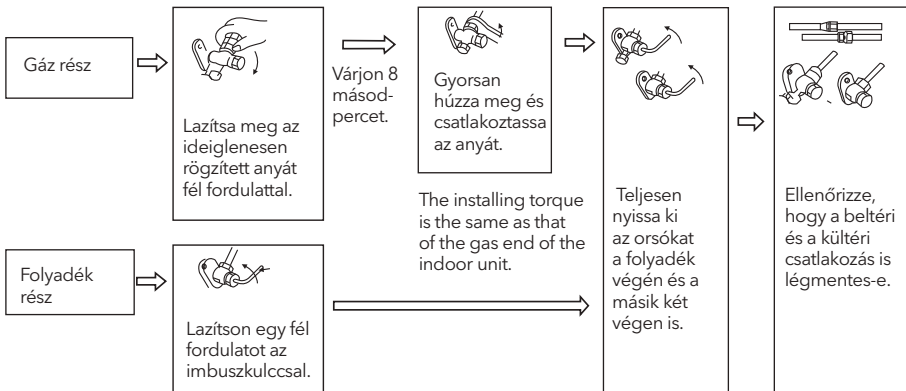 Gáz rész
Lazítsa meg az
ideiglenesen
rögzített anyát
fél fordulattal.
Várjon 8
másod-
percet.
Gyorsan
húzza meg és
csatlakoztassa
az anyát.
The installing torque
is the same as that
of the gas end of the
indoor unit.
Folyadék
rész
Lazítson egy fél
fordulatot az
imbuszkulccsal.
Teljesen
nyissa ki
az orsókat
a folyadék
végén és a
másik két
végen is.
Ellenőrizze,
hogy a beltéri
és a kültéri
csatlakozás is
légmentes-e.